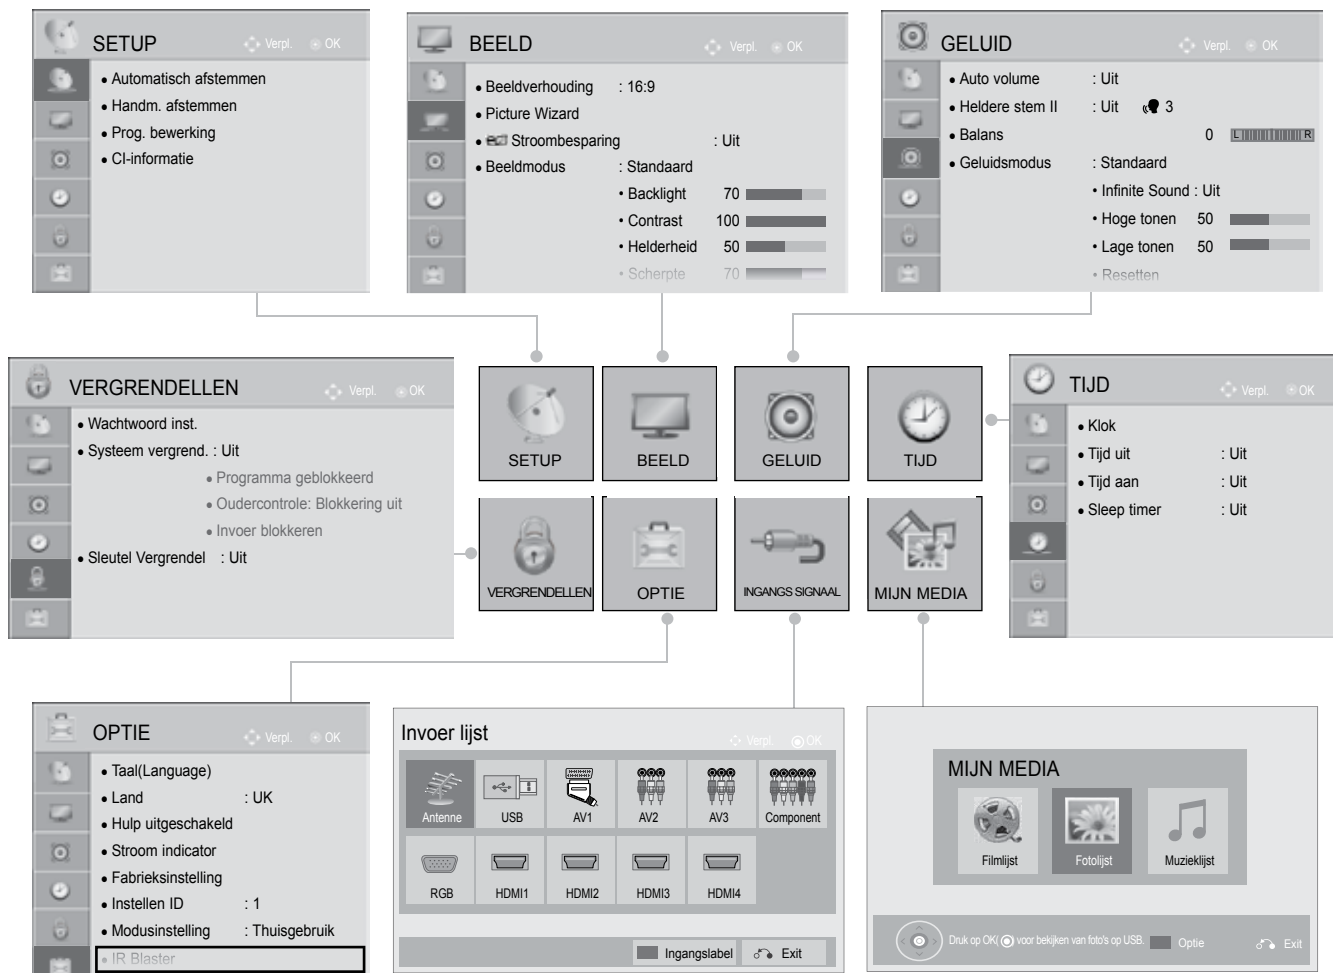 SETUP
Verpl. OK
• Automatisch afstemmen
• Handm. afstemmen
• Prog. bewerking
• CI-informatie
BEELD
Verpl. OK
• Beeldverhouding : 16:9
• Picture Wizard
• Stroombesparing : Uit
• Beeldmodus : Standaard
• Backlight 70
• Contrast 100
• Helderheid 50
• Scherpte 70
GELUID
Verpl. OK
• Auto volume : Uit
• Heldere stem II : Uit 3
• Balans 0 L R
• Geluidsmodus : Standaard
• Infinite Sound : Uit
• Hoge tonen 50
• Lage tonen 50
• Resetten
VERGRENDELLEN
Verpl. OK
• Wachtwoord inst.
• Systeem vergrend. : Uit
• Programma geblokkeerd
• Oudercontrole: Blokkering uit
• Invoer blokkeren
• Sleutel Vergrendel : Uit
SETUP
BEELD
GELUID
TIJD
VERGRENDELLEN
OPTIE
INGANGS SIGNAAL
MIJN MEDIA
TIJD
Verpl. OK
• Klok
• Tijd uit : Uit
• Tijd aan : Uit
• Sleep timer : Uit
OPTIE
Verpl. OK
• Taal(Language)
• Land : UK
• Hulp uitgeschakeld
• Stroom indicator
• Fabrieksinstelling
• Instellen ID : 1
• Modusinstelling : Thuisgebruik
• IR Blaster
Invoer lijst
Verpl. OK
Antenne
USB
AV1
AV2
AV3
Component
RGB
HDMI1
HDMI2
HDMI3
HDMI4
Ingangslabel
Exit
MIJN MEDIA
Filmlijst
Fotolijst
Muzieklijst
Druk op OK( voor bekijken van foto's op USB.
Optie
Exit